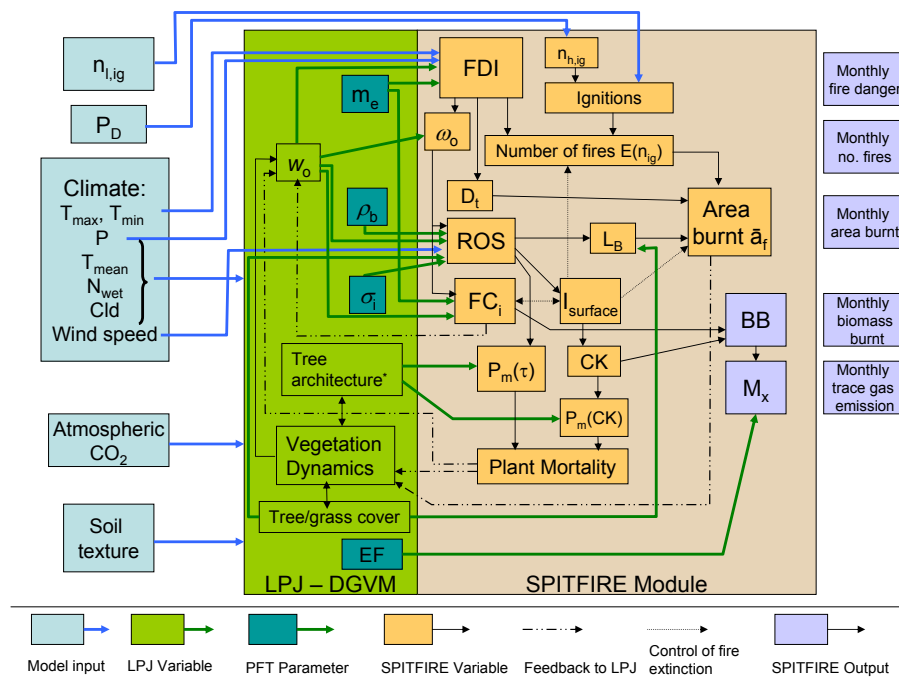 n_l,ig
P_D
Climate:
T_max, T_min
P
T_mean
N_wet
Cld
Wind speed
Atmospheric
CO_2
Soil
texture
w_o
m_e
ρ_b
σ_i
Tree
architecture*
Vegetation
Dynamics
Tree/grass cover
EF
LPJ – DGVM
FDI
n_h,ig
Ignitions
ω_o
Number of fires E(n_ig)
D_t
Area
burnt ā_f
ROS
L_B
FC_i
I_surface
BB
P_m(τ)
CK
M_x
P_m(CK)
Plant Mortality
SPITFIRE Module
Monthly
fire danger
Monthly
no. fires
Monthly
area burnt
Monthly
biomass
burnt
Monthly
trace gas
emission
Model input
LPJ Variable
PFT Parameter
SPITFIRE Variable
Feedback to LPJ
Control of fire
extinction
SPITFIRE Output